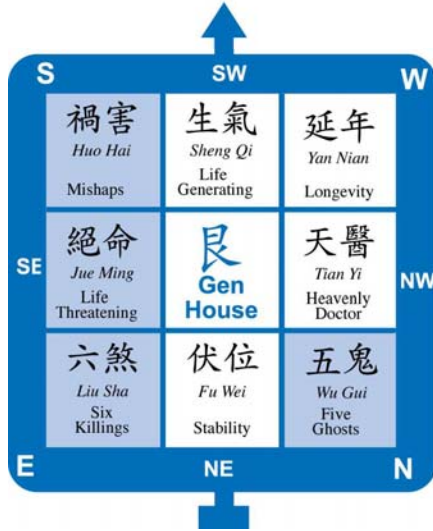 S
SW
W
禍害
Huo Hai
Mishaps
生氣
Sheng Qi
Life
Generating
延年
Yan Nian
Longevity
SE
絕命
Jue Ming
Life
Threatening
艮
Gen
House
天醫
Tian Yi
Heavenly
Doctor
NW
六煞
Liu Sha
Six
Killings
伏位
Fu Wei
Stability
五鬼
Wu Gui
Five
Ghosts
E
NE
N